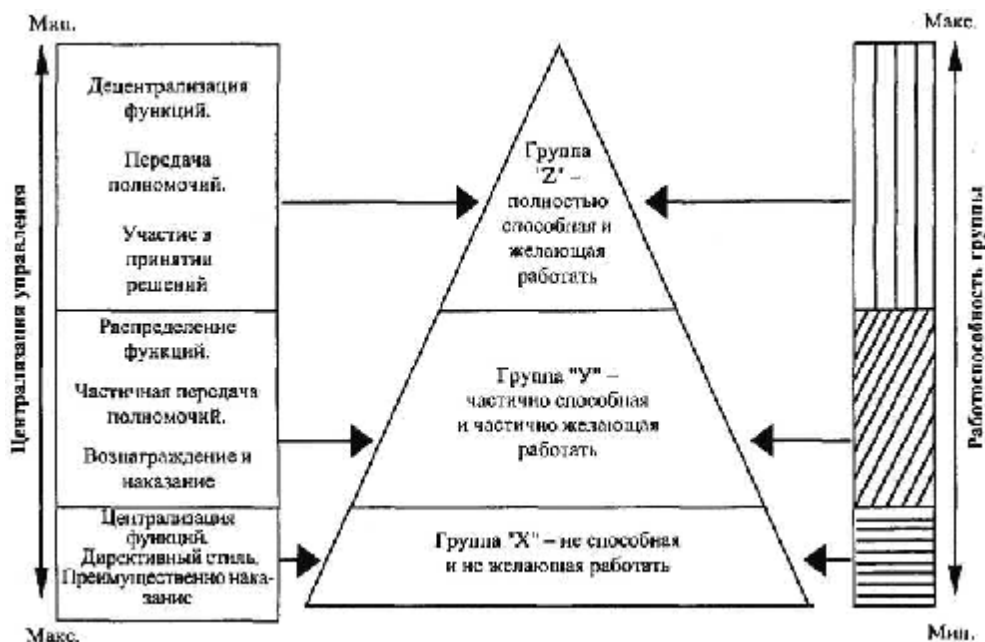 Мин.
Децентрализация
функций.
Передача
полномочий.
Участие в
принятии
решений
Распределение
функций.
Частичная передача
полномочий.
Вознаграждение и
наказание
Централизация
функций.
Директивный стиль.
Преимущественно нака-
зание
Макс.
Централизация управления
Группа
"Z" –
полностью
способная и
желающая
работать
Группа "У" –
частично способная
и частично желающая
работать
Группа "X" – не способная
и не желающая работать
Макс.
Работоспособность группы
Мин.